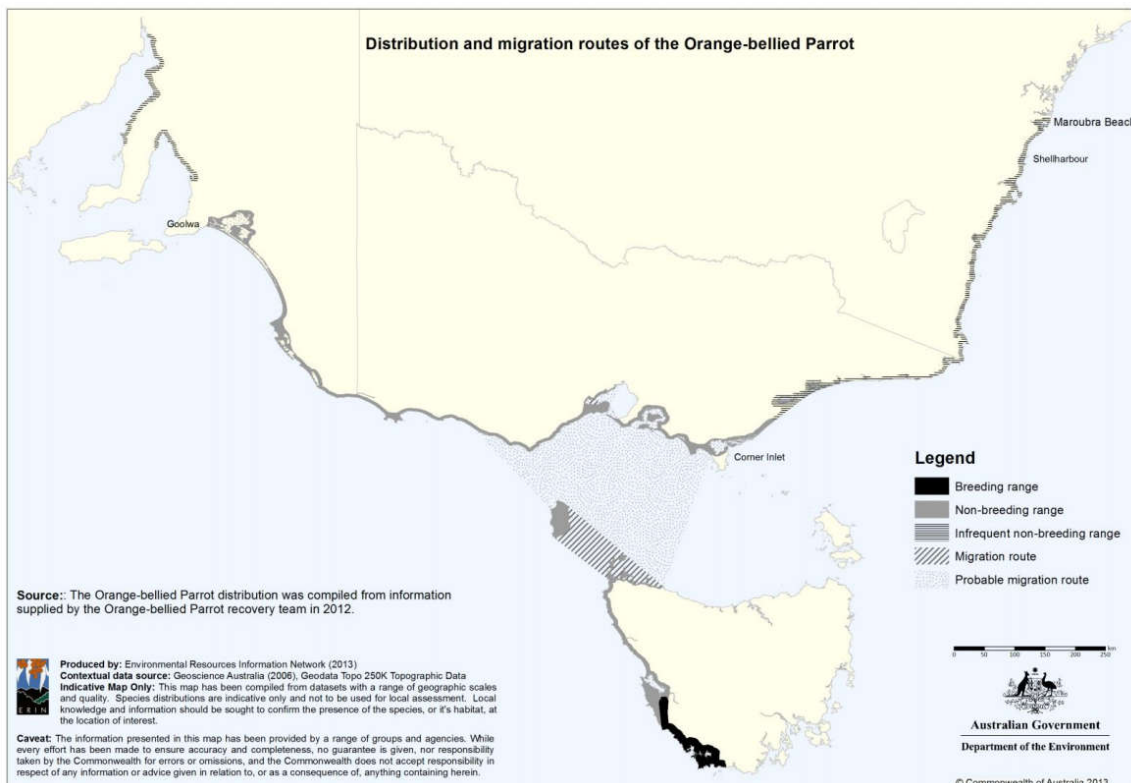 Distribution and migration routes of the Orange-bellied Parrot
Maroubra Beach
Shellharbour
Goolwa
Corner Inlet
Legend
Breeding range
Non-breeding range
Infrequent non-breeding range
Migration route
Probable migration route
Source:: The Orange-bellied Parrot distribution was compiled from information
supplied by the Orange-bellied Parrot recovery team in 2012.
0 50 100 150 200 250 km
ERIN
Produced by: Environmental Resources Information Network (2013)
Contextual data source: Geoscience Australia (2006), Geodata Topo 250K Topographic Data
Indicative Map Only: This map has been compiled from datasets with a range of geographic scales
and quality. Species distributions are indicative only and not to be used for local assessment. Local
knowledge and information should be sought to confirm the presence of the species, or it's habitat, at
the location of interest.
Caveat: The information presented in this map has been provided by a range of groups and agencies. While
every effort has been made to ensure accuracy and completeness, no guarantee is given, nor responsibility
taken by the Commonwealth for errors or omissions, and the Commonwealth does not accept responsibility in
respect of any information or advice given in relation to, or as a consequence of, anything containing herein.
Australian Government
Department of the Environment
© Commonwealth of Australia 2013